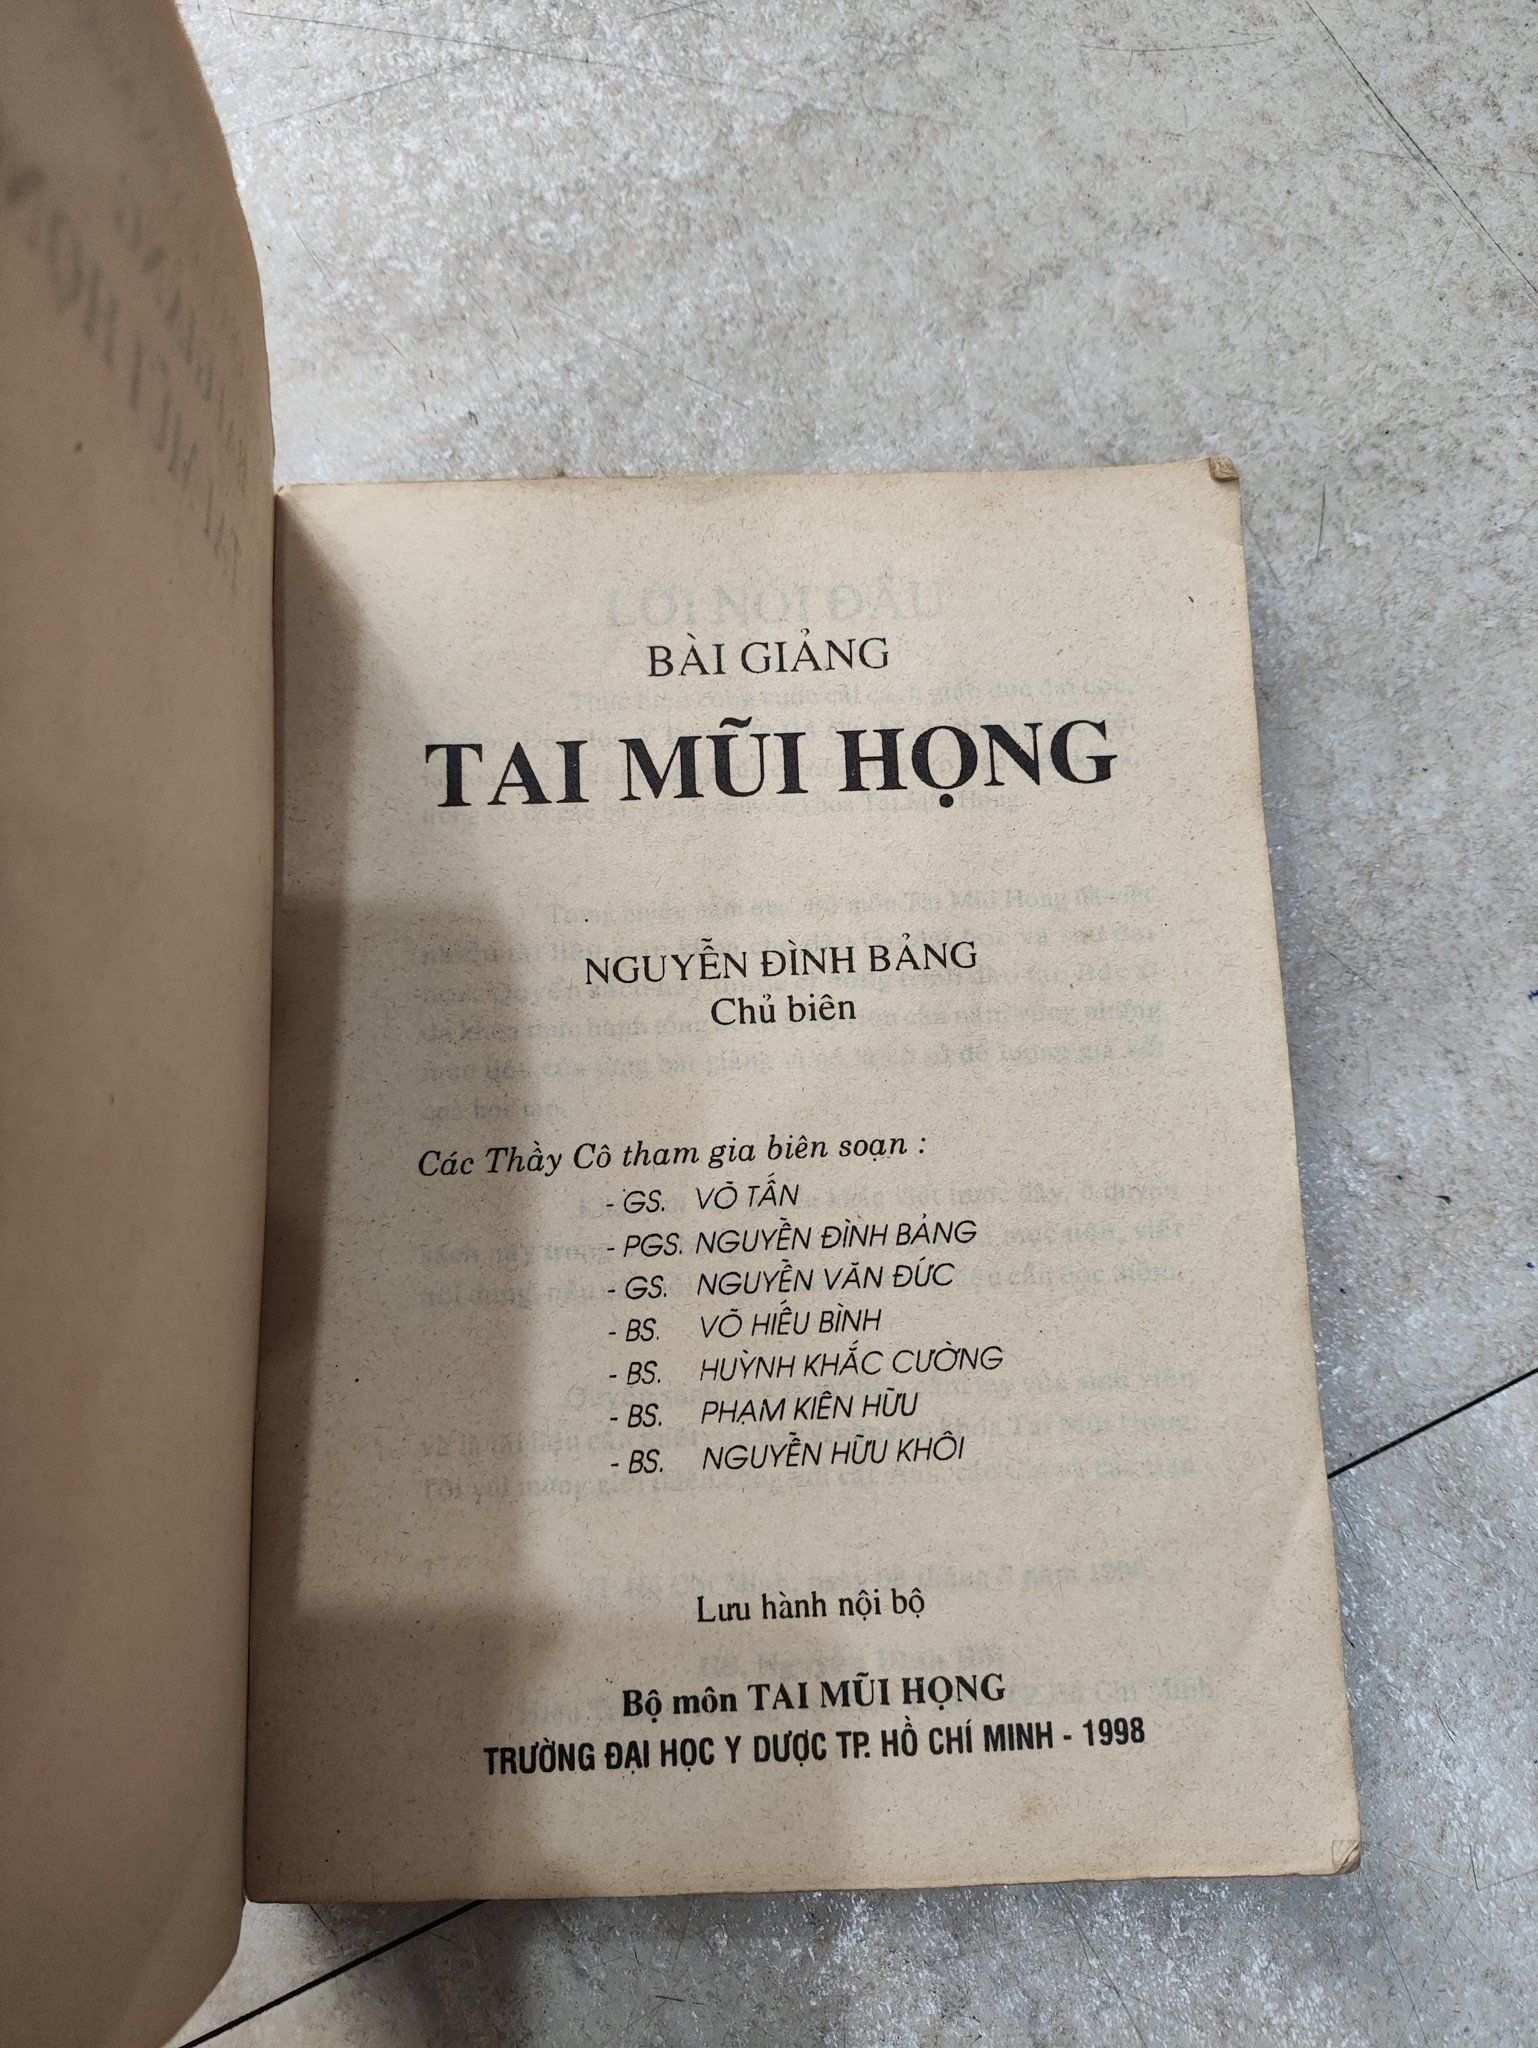 BÀI GIẢNG
TAI MŨI HỌNG
NGUYỄN ĐÌNH BẢNG
Chủ biên
Các Thầy Cô tham gia biên soạn :
- GS. VÕ TẤN
- PGS. NGUYỄN ĐÌNH BẢNG
- GS. NGUYỄN VĂN ĐỨC
- BS. VÕ HIẾU BÌNH
- BS. HUỲNH KHẮC CƯỜNG
- BS. PHẠM KIÊN HỮU
- BS. NGUYỄN HỮU KHÔI
Lưu hành nội bộ
Bộ môn TAI MŨI HỌNG
TRƯỜNG ĐẠI HỌC Y DƯỢC TP. HỒ CHÍ MINH - 1998